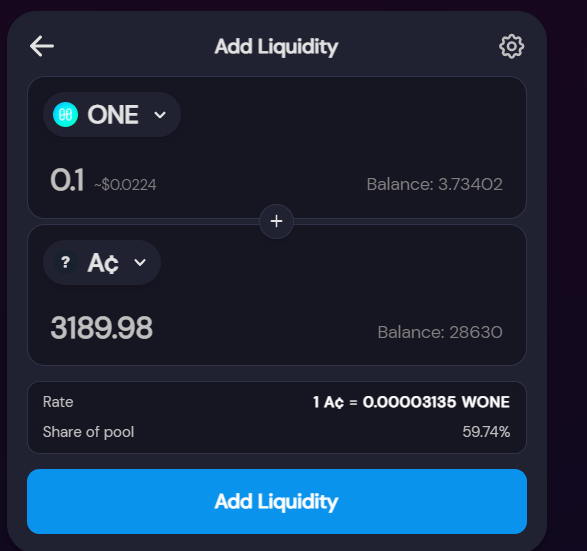 Add Liquidity
ONE
0.1 ~$0.0224 Balance: 3.73402
+
? A¢
3189.98 Balance: 28630
Rate 1 A¢ = 0.00003135 WONE
Share of pool 59.74%
Add Liquidity